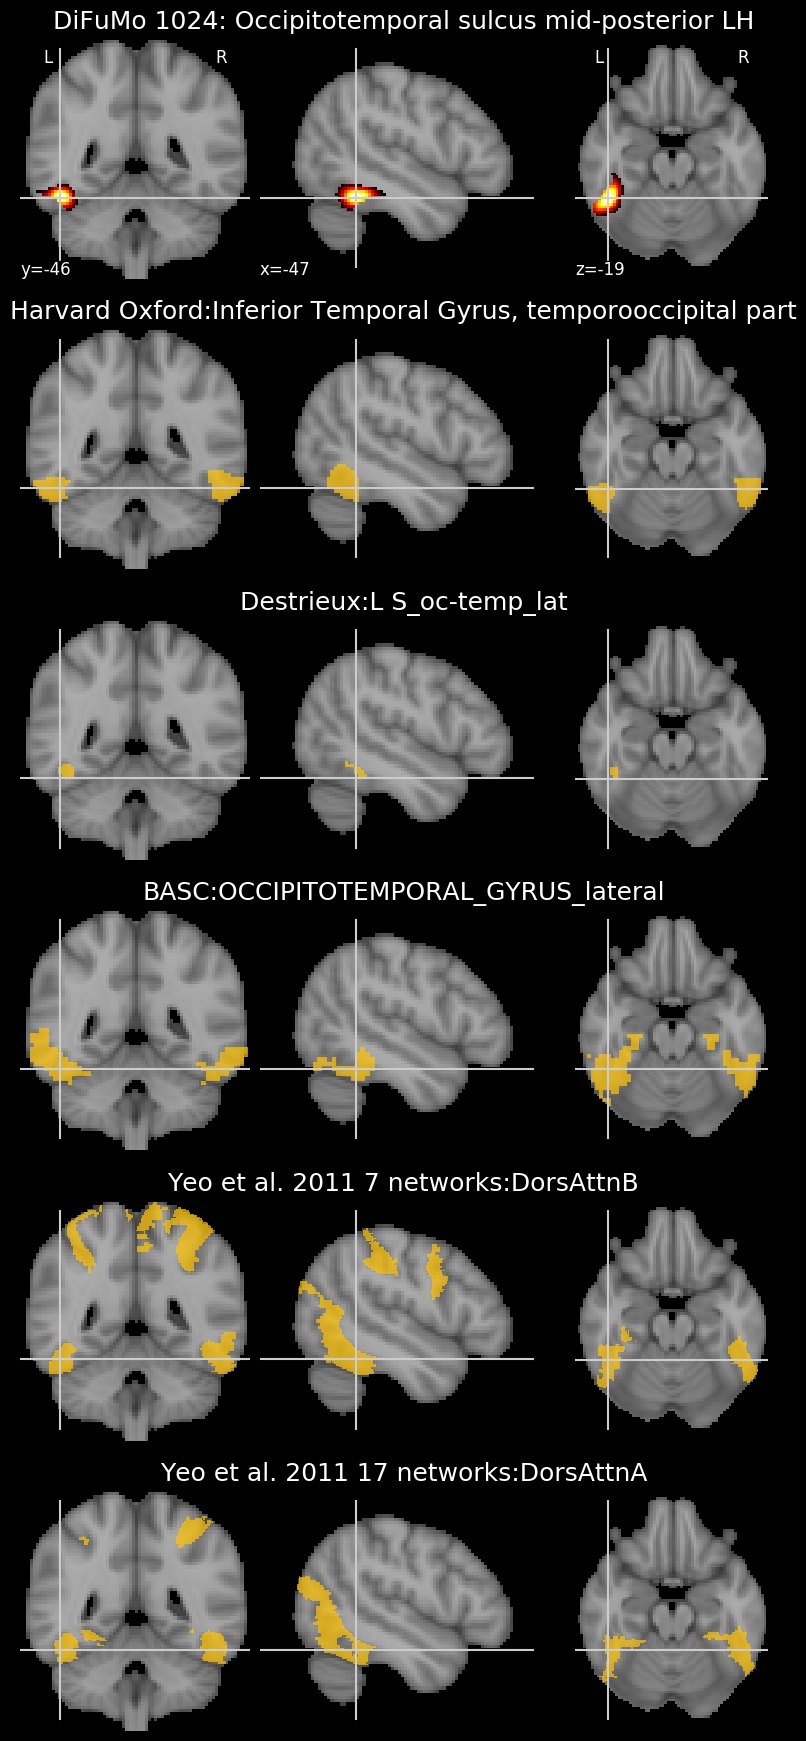 DiFuMo 1024: Occipitotemporal sulcus mid-posterior LH
L R L R
y=-46 x=-47 z=-19
Harvard Oxford:Inferior Temporal Gyrus, temporooccipital part
Destrieux:L S_oc-temp_lat
BASC:OCCIPITOTEMPORAL_GYRUS_lateral
Yeo et al. 2011 7 networks:DorsAttnB
Yeo et al. 2011 17 networks:DorsAttnA